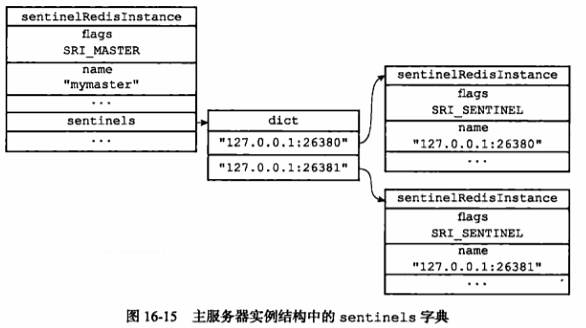 sentinelRedisInstance
flags
SRI_MASTER
name
"mymaster"
...
sentinels
...
dict
"127.0.0.1:26380"
"127.0.0.1:26381"
sentinelRedisInstance
flags
SRI_SENTINEL
name
"127.0.0.1:26380"
...
sentinelRedisInstance
flags
SRI_SENTINEL
name
"127.0.0.1:26381"
...
图 16-15 主服务器实例结构中的 sentinels 字典